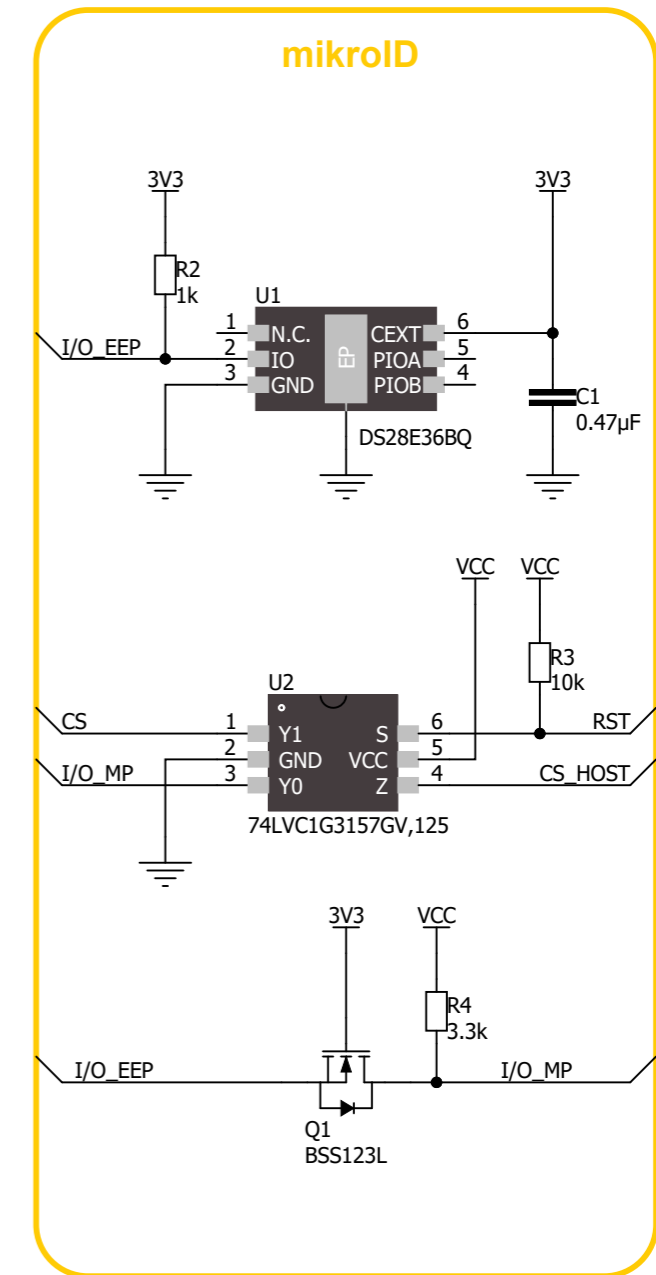 mikroID
3V3 3V3
R2
1k
U1
I/O_EEP
1 N.C. CEXT 6
2 IO PIOA 5
3 GND PIOB 4
EP
DS28E36BQ
C1
0.47µF
VCC VCC
R3
10k
U2
CS 1 Y1 S 6 RST
2 GND VCC 5
I/O_MP 3 Y0 Z 4 CS_HOST
74LVC1G3157GV,125
3V3 VCC
R4
3.3k
I/O_EEP I/O_MP
Q1
BSS123L